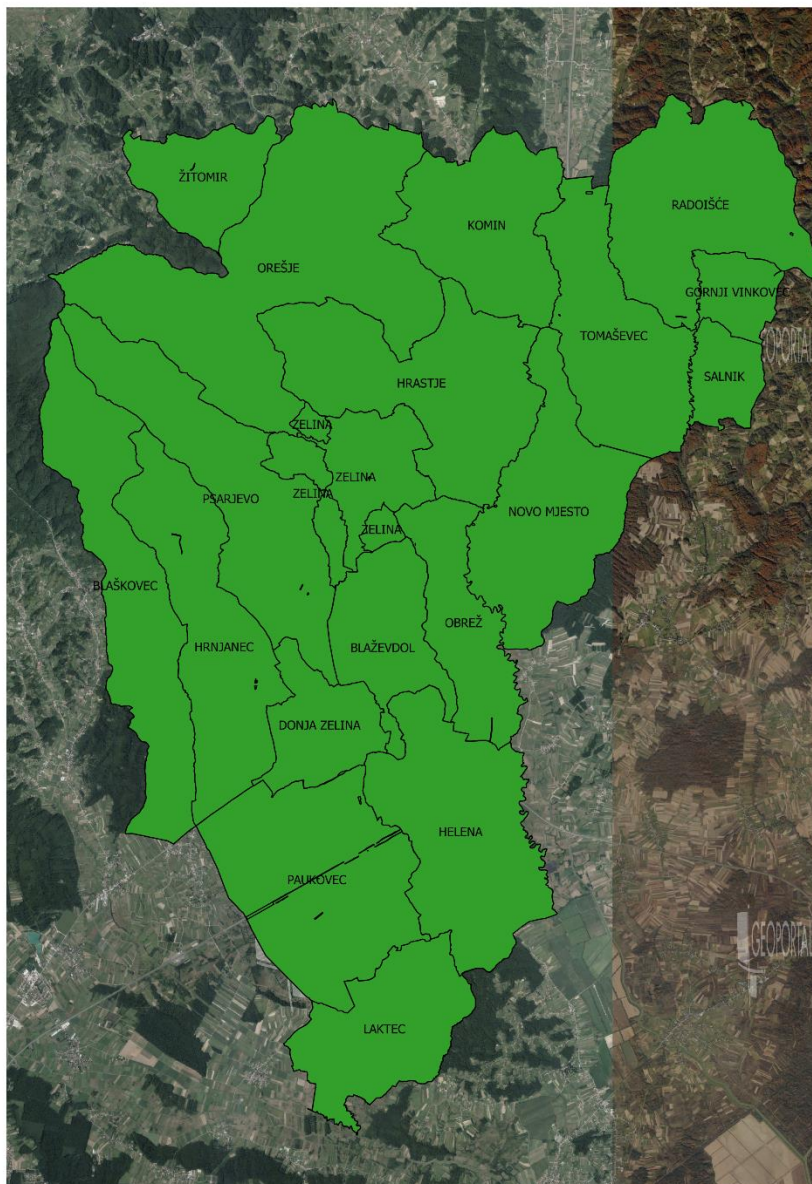 ŽITOMIR
RADOIŠĆE
KOMIN
OREŠJE
GORNJI VINKOVEC
TOMAŠEVEC
GEOPORTAL
HRASTJE
SALNIK
ZELINA
ZELINA
ZELINA
PSARJEVO
NOVO MJESTO
ZELINA
BLAŠKOVEC
OBREŽ
HRNJANEC
BLAŽEVDOL
DONJA ZELINA
HELENA
PAUKOVEC
GEOPORTAL
LAKTEC